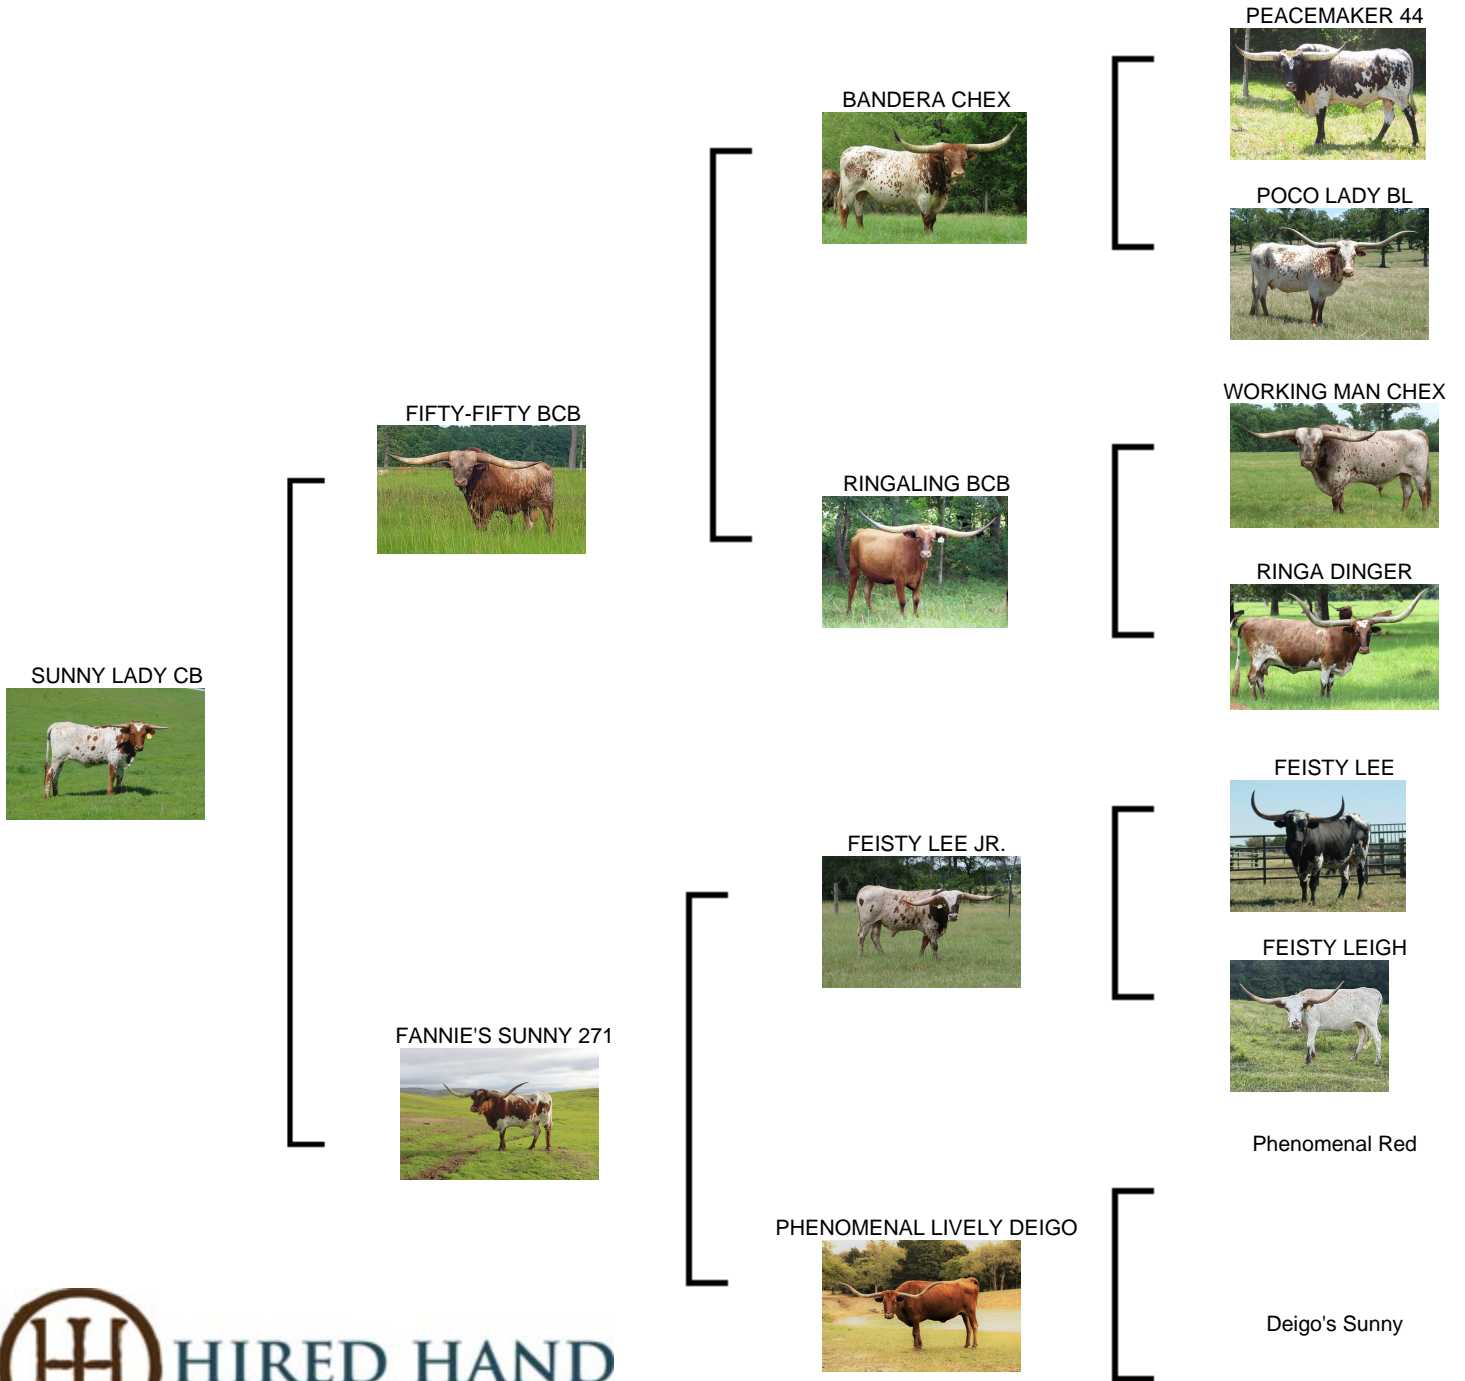 PEACEMAKER 44
BANDERA CHEX
POCO LADY BL
WORKING MAN CHEX
FIFTY-FIFTY BCB
RINGALING BCB
RINGA DINGER
SUNNY LADY CB
FEISTY LEE
FEISTY LEE JR.
FEISTY LEIGH
FANNIE'S SUNNY 271
Phenomenal Red
PHENOMENAL LIVELY DEIGO
Deigo's Sunny
HIRED HAND